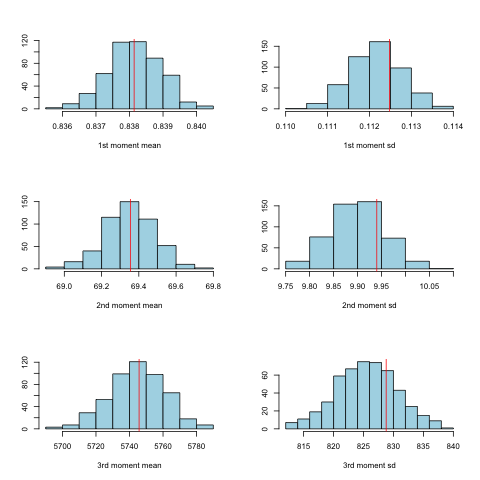 0 40 80 120
0.836 0.837 0.838 0.839 0.840
1st moment mean
0 50 100 150
0.110 0.111 0.112 0.113 0.114
1st moment sd
0 50 100 150
69.0 69.2 69.4 69.6 69.8
2nd moment mean
0 50 100 150
9.75 9.80 9.85 9.90 9.95 10.05
2nd moment sd
0 40 80 120
5700 5720 5740 5760 5780
3rd moment mean
0 20 40 60
815 820 825 830 835 840
3rd moment sd